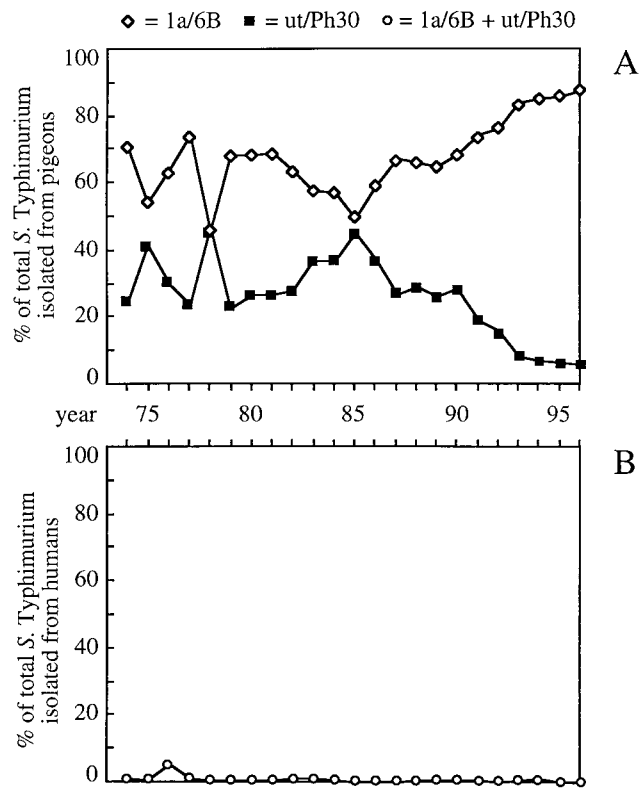 ◇ = 1a/6B ■ = ut/Ph30 ○ = 1a/6B + ut/Ph30
A
% of total S. Typhimurium
isolated from pigeons
100
80
60
40
20
0
year 75 80 85 90 95
B
% of total S. Typhimurium
isolated from humans
100
80
60
40
20
0